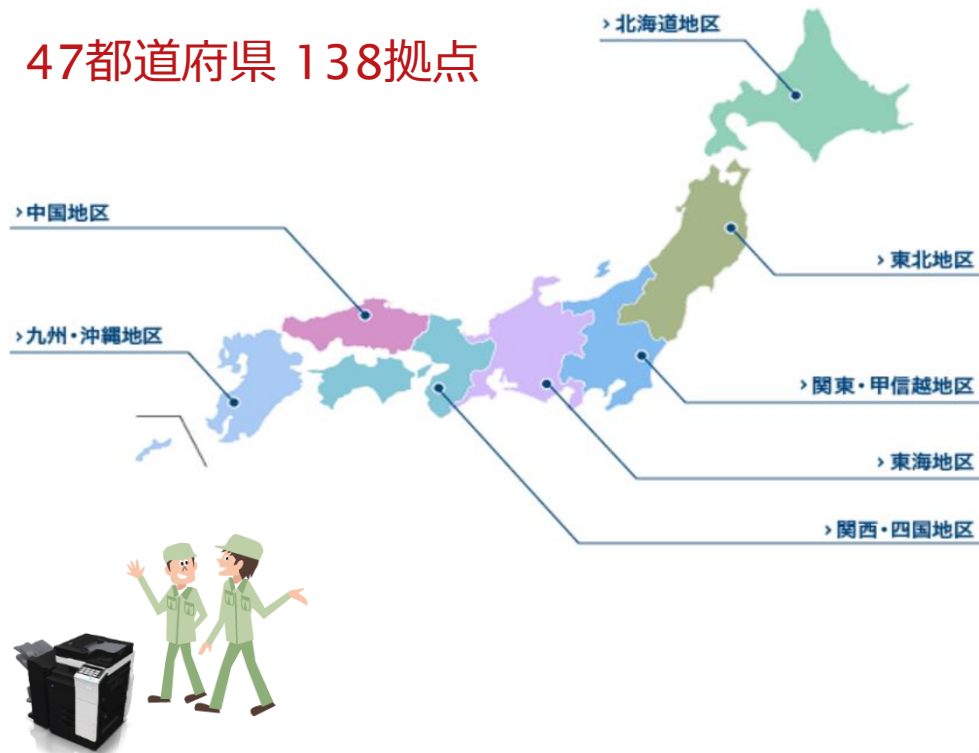 47都道府県 138拠点
›北海道地区
›中国地区
›東北地区
›九州・沖縄地区
›関東・甲信越地区
›東海地区
›関西・四国地区